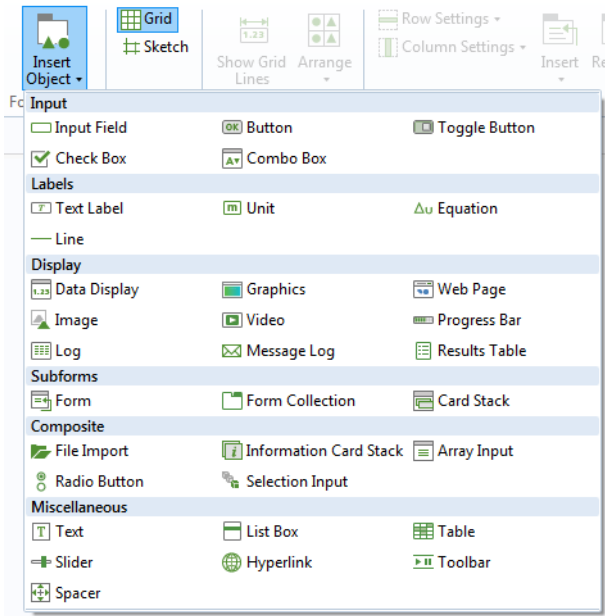 Grid
Sketch
Insert
Object
Show Grid
Lines
Arrange
Row Settings
Column Settings
Insert
Input
Input Field
Button
Toggle Button
Check Box
Combo Box
Labels
Text Label
Unit
Equation
Line
Display
Data Display
Graphics
Web Page
Image
Video
Progress Bar
Log
Message Log
Results Table
Subforms
Form
Form Collection
Card Stack
Composite
File Import
Information Card Stack
Array Input
Radio Button
Selection Input
Miscellaneous
Text
List Box
Table
Slider
Hyperlink
Toolbar
Spacer